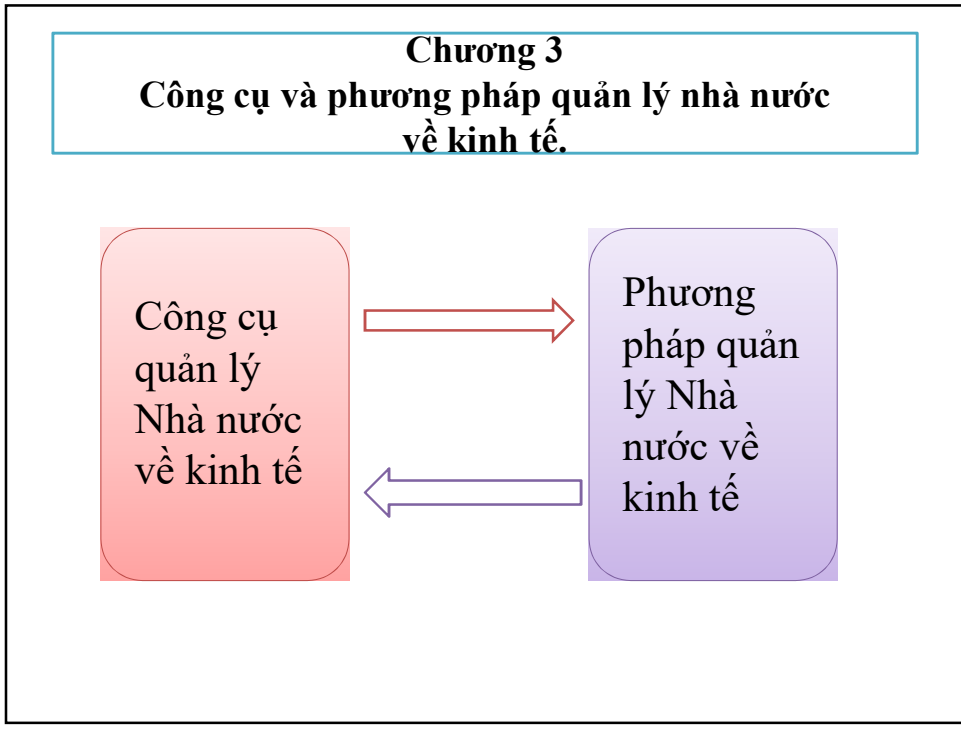 Chương 3
Công cụ và phương pháp quản lý nhà nước
về kinh tế.
Công cụ
quản lý
Nhà nước
về kinh tế
Phương
pháp quản
lý Nhà
nước về
kinh tế